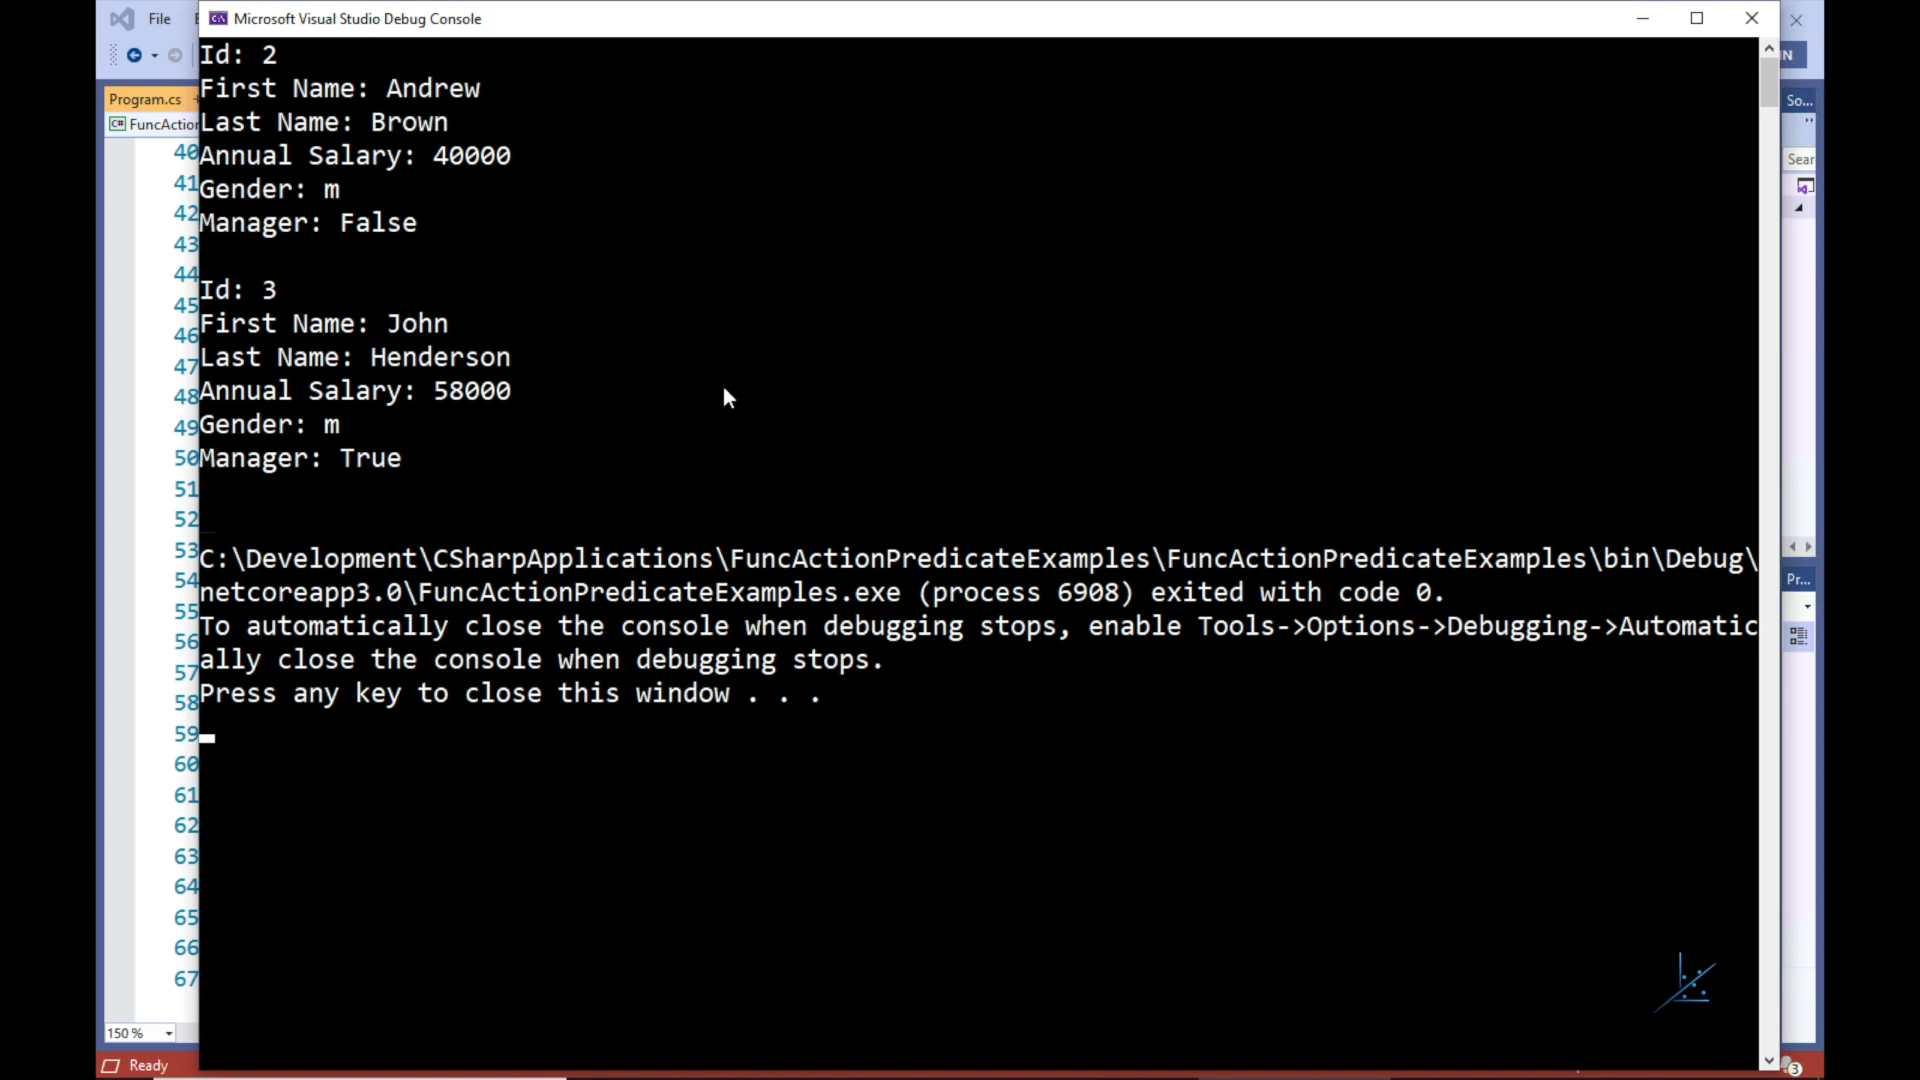 File
Microsoft Visual Studio Debug Console
IN
Program.cs
FuncAction
So...
Sear
Pr...
Id: 2
First Name: Andrew
Last Name: Brown
Annual Salary: 40000
Gender: m
Manager: False
Id: 3
First Name: John
Last Name: Henderson
Annual Salary: 58000
Gender: m
Manager: True
C:\Development\CSharpApplications\FuncActionPredicateExamples\FuncActionPredicateExamples\bin\Debug\
netcoreapp3.0\FuncActionPredicateExamples.exe (process 6908) exited with code 0.
To automatically close the console when debugging stops, enable Tools->Options->Debugging->Automatic
ally close the console when debugging stops.
Press any key to close this window . . .
40
41
42
43
44
45
46
47
48
49
50
51
52
53
54
55
56
57
58
59
60
61
62
63
64
65
66
67
150 %
Ready
3